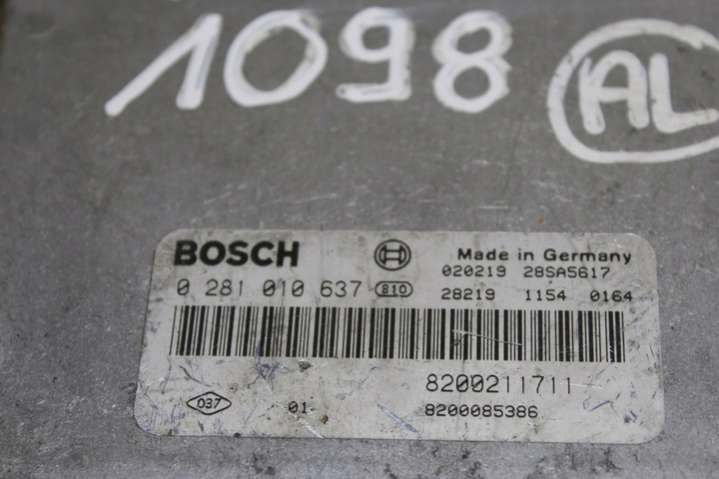 1098 AL
BOSCH Made in Germany
020219 28SA5617
0 281 010 637 810 28219 1154 0164
8200211711
037 01 8200085386